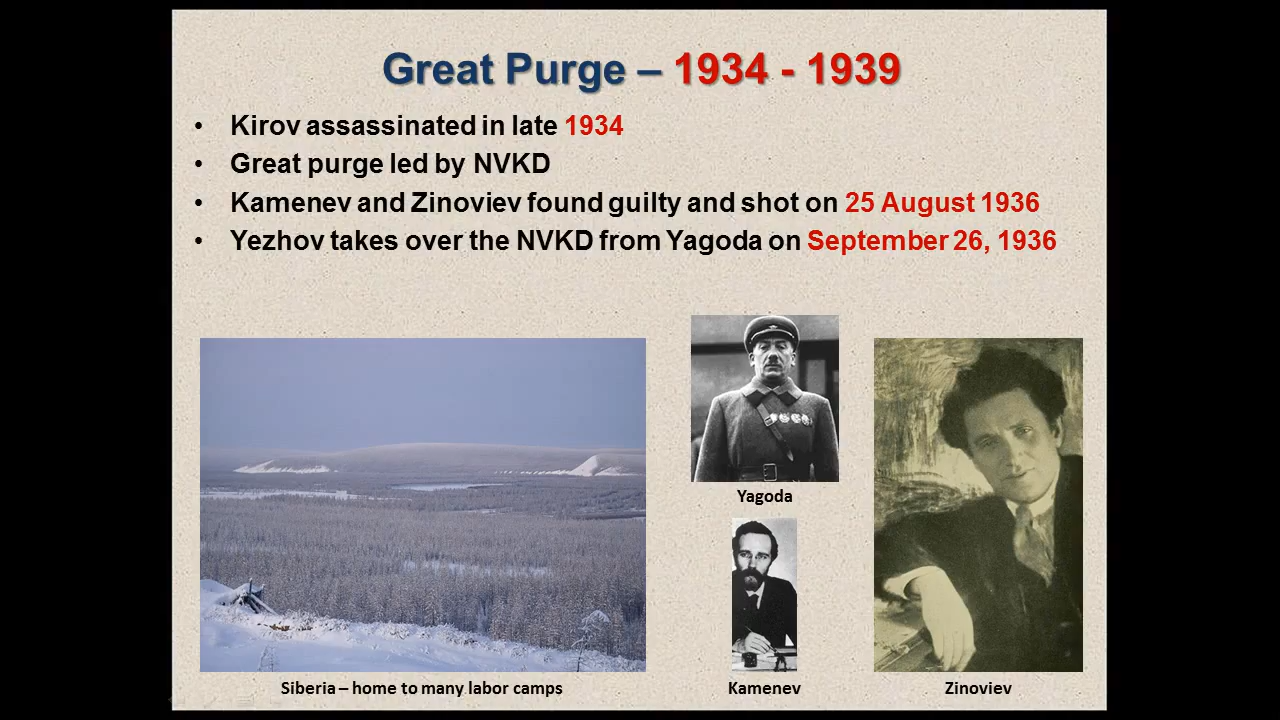 Great Purge – 1934 - 1939
• Kirov assassinated in late 1934
• Great purge led by NVKD
• Kamenev and Zinoviev found guilty and shot on 25 August 1936
• Yezhov takes over the NVKD from Yagoda on September 26, 1936
Yagoda
Siberia – home to many labor camps
Kamenev
Zinoviev